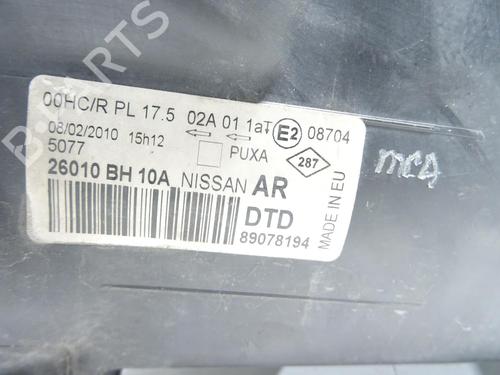 B-PARTS
00HC/R PL 17.5 02A 01 1aT E2 08704
08/02/2010 15h12
5077 PUXA 287
26010 BH 10A NISSAN AR
DTD
89078194
MADE IN EU